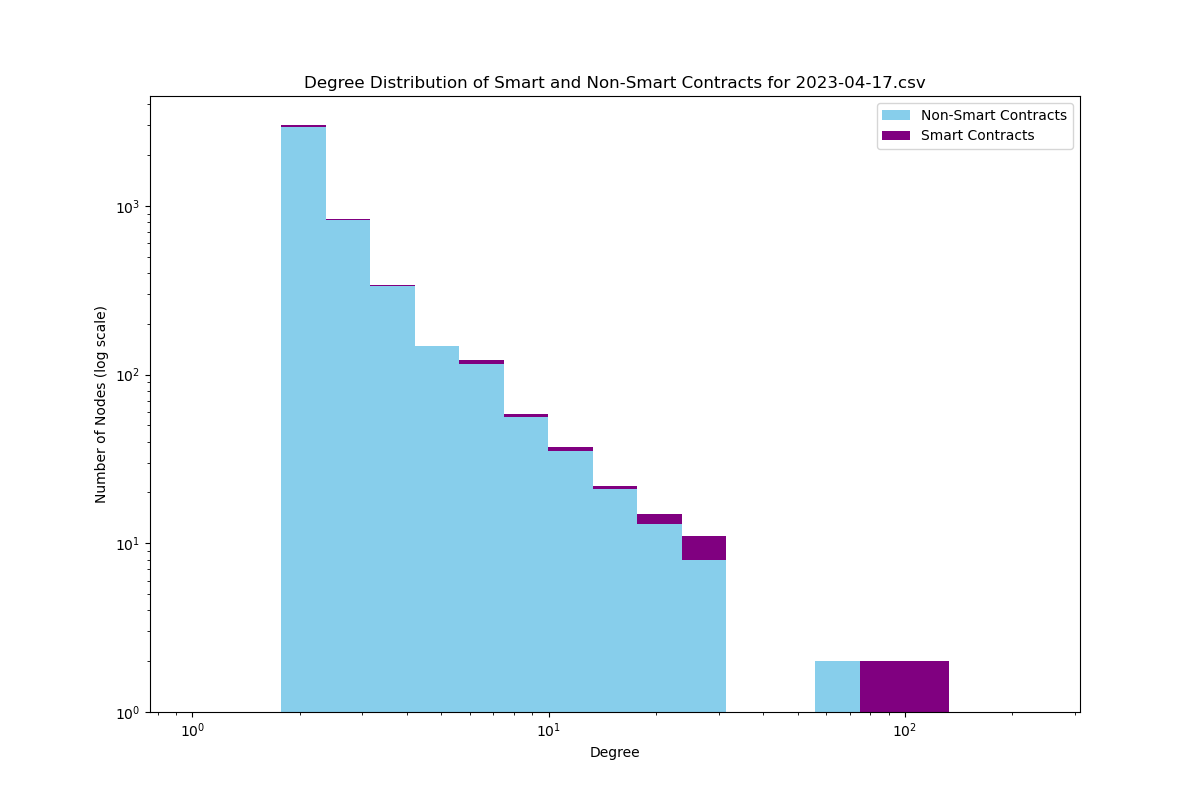 Degree Distribution of Smart and Non-Smart Contracts for 2023-04-17.csv
Non-Smart Contracts
Smart Contracts
Number of Nodes (log scale)
10³
10²
10¹
10⁰
10⁰ 10¹ 10²
Degree